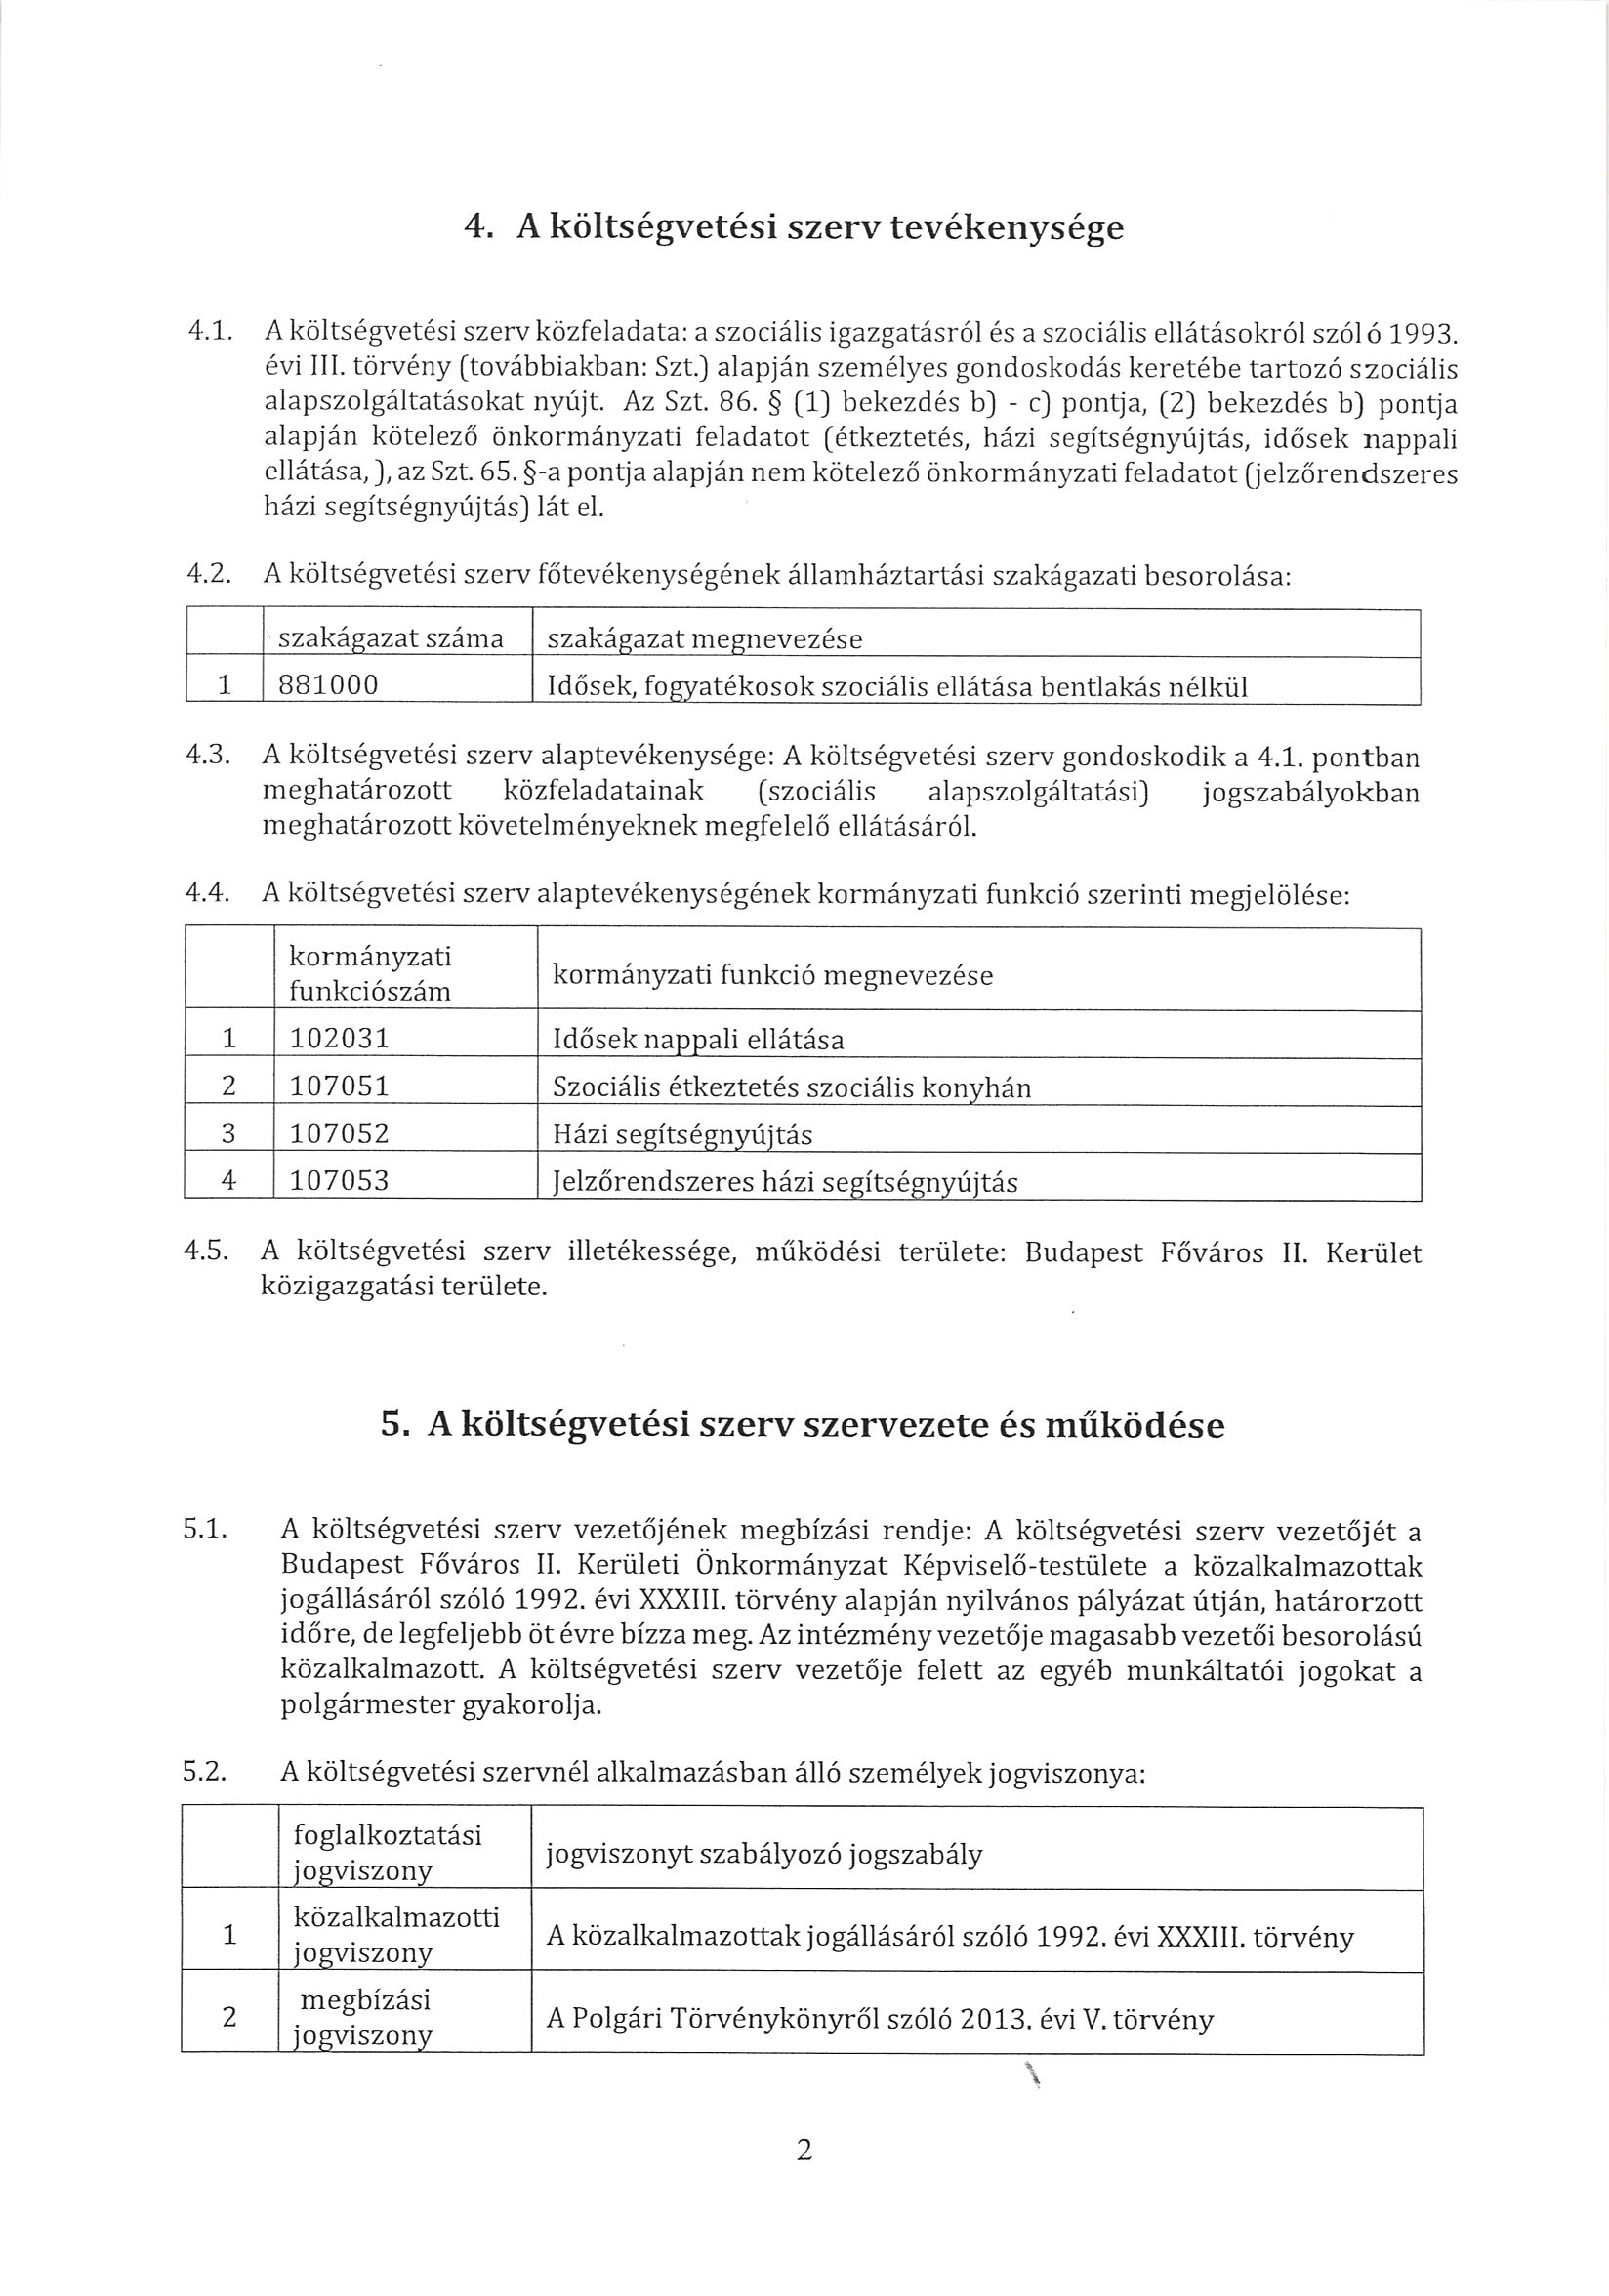 4. A költségvetési szerv tevékenysége
4.1. A költségvetési szerv közfeladata: a szociális igazgatásról és a szociális ellátásokról szóló 1993.
évi III. törvény (továbbiakban: Szt.) alapján személyes gondoskodás keretébe tartozó szociális
alapszolgáltatásokat nyújt. Az Szt. 86. § (1) bekezdés b) - c) pontja, (2) bekezdés b) pontja
alapján kötelező önkormányzati feladatot (étkeztetés, házi segítségnyújtás, idősek nappali
ellátása, ), az Szt. 65. §-a pontja alapján nem kötelező önkormányzati feladatot (jelzőrendszeres
házi segítségnyújtás) lát el.
4.2. A költségvetési szerv főtevékenységének államháztartási szakágazati besorolása:
szakágazat száma szakágazat megnevezése
1 881000 Idősek, fogyatékosok szociális ellátása bentlakás nélkül
4.3. A költségvetési szerv alaptevékenysége: A költségvetési szerv gondoskodik a 4.1. pontban
meghatározott közfeladatainak (szociális alapszolgáltatási) jogszabályokban
meghatározott követelményeknek megfelelő ellátásáról.
4.4. A költségvetési szerv alaptevékenységének kormányzati funkció szerinti megjelölése:
kormányzati
funkciószám
kormányzati funkció megnevezése
1 102031 Idősek nappali ellátása
2 107051 Szociális étkeztetés szociális konyhán
3 107052 Házi segítségnyújtás
4 107053 Jelzőrendszeres házi segítségnyújtás
4.5. A költségvetési szerv illetékessége, működési területe: Budapest Főváros II. Kerület
közigazgatási területe.
5. A költségvetési szerv szervezete és működése
5.1. A költségvetési szerv vezetőjének megbízási rendje: A költségvetési szerv vezetőjét a
Budapest Főváros II. Kerületi Önkormányzat Képviselő-testülete a közalkalmazottak
jogállásáról szóló 1992. évi XXXIII. törvény alapján nyilvános pályázat útján, határorzott
időre, de legfeljebb öt évre bízza meg. Az intézmény vezetője magasabb vezetői besorolású
közalkalmazott. A költségvetési szerv vezetője felett az egyéb munkáltatói jogokat a
polgármester gyakorolja.
5.2. A költségvetési szervnél alkalmazásban álló személyek jogviszonya:
foglalkoztatási
jogviszony
jogviszonyt szabályozó jogszabály
1
közalkalmazotti
jogviszony
A közalkalmazottak jogállásáról szóló 1992. évi XXXIII. törvény
2
megbízási
jogviszony
A Polgári Törvénykönyről szóló 2013. évi V. törvény
2